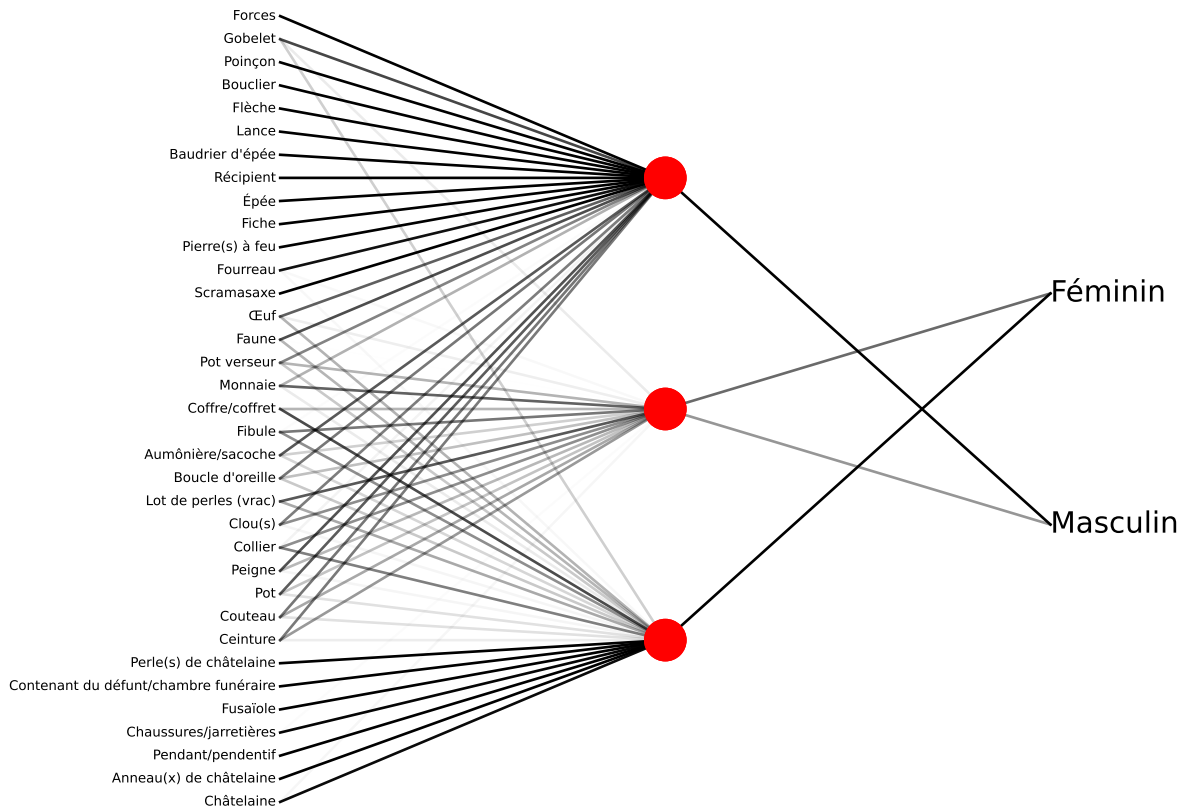 Forces
Gobelet
Poinçon
Bouclier
Flèche
Lance
Baudrier d'épée
Récipient
Épée
Fiche
Pierre(s) à feu
Fourreau
Scramasaxe
Œuf
Faune
Pot verseur
Monnaie
Coffre/coffret
Fibule
Aumônière/sacoche
Boucle d'oreille
Lot de perles (vrac)
Clou(s)
Collier
Peigne
Pot
Couteau
Ceinture
Perle(s) de châtelaine
Contenant du défunt/chambre funéraire
Fusaïole
Chaussures/jarretières
Pendant/pendentif
Anneau(x) de châtelaine
Châtelaine
Féminin
Masculin